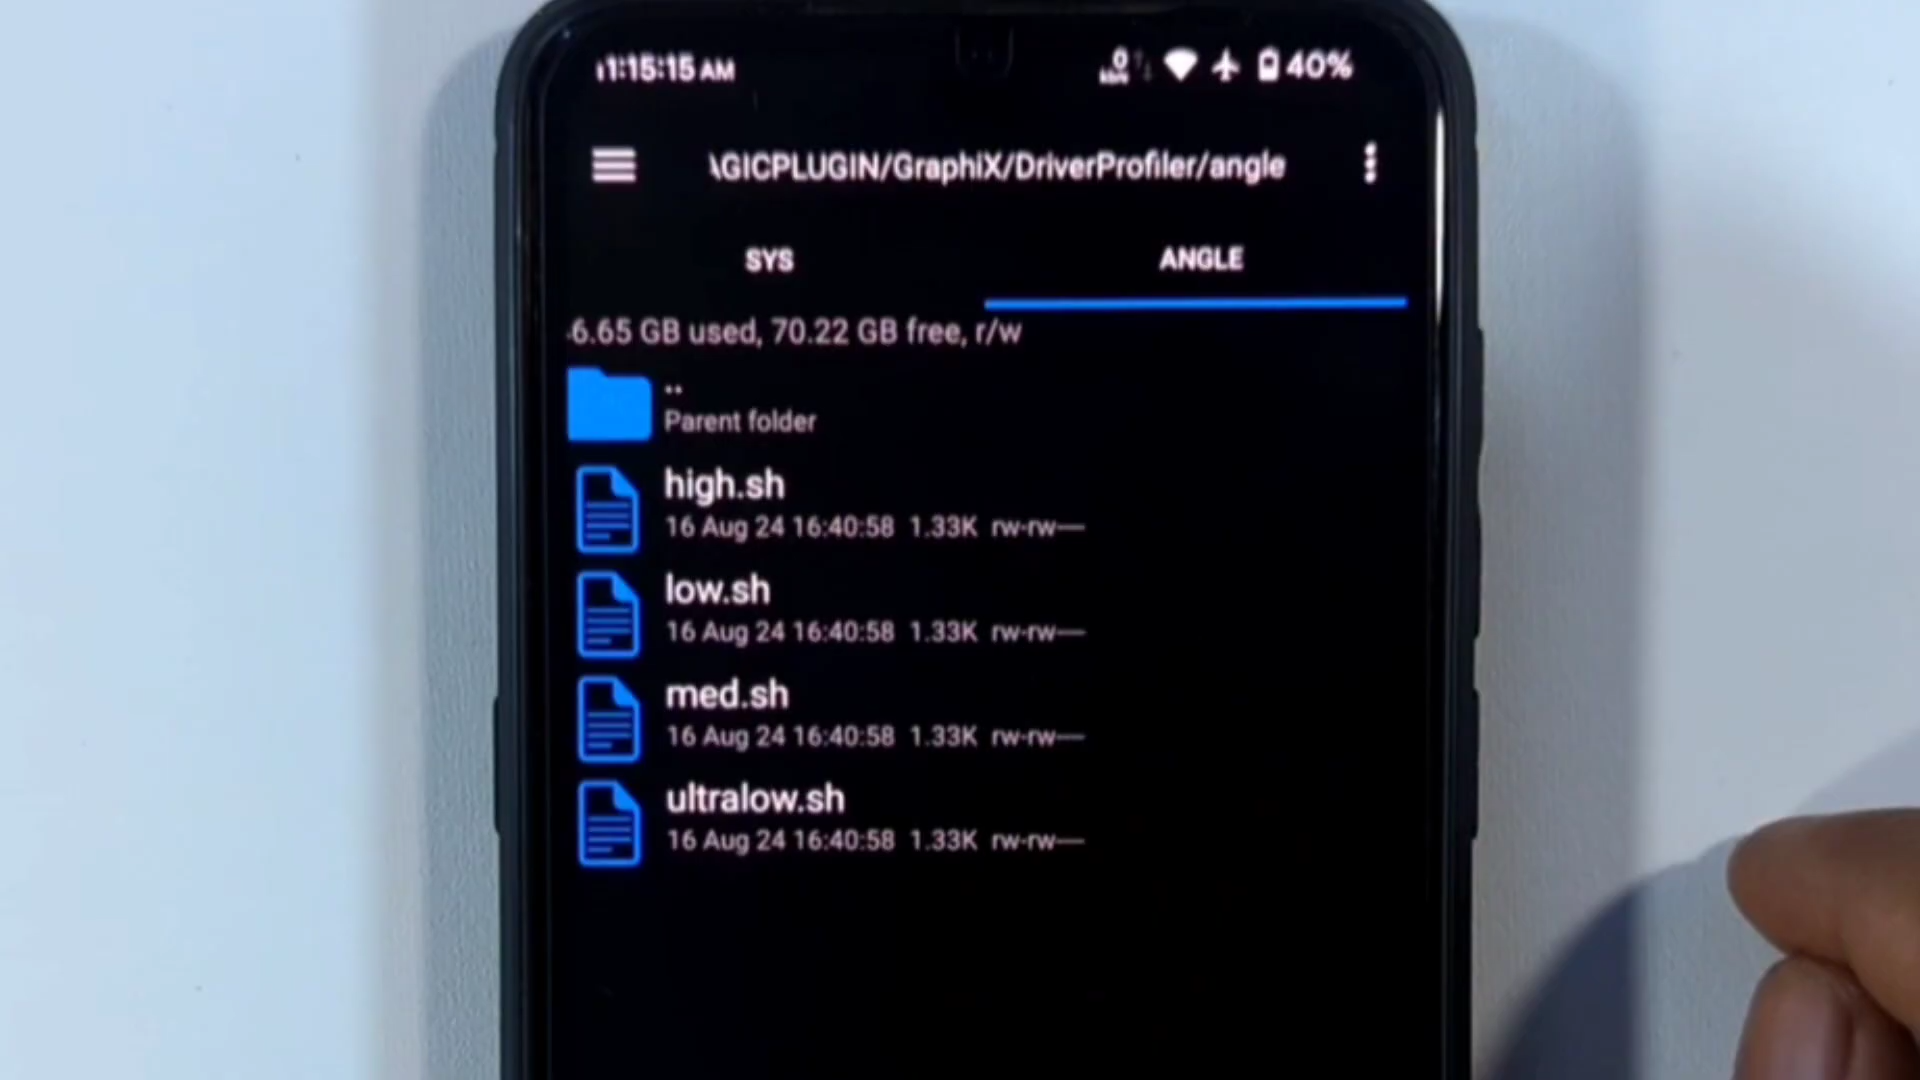 11:15:15 AM 40%
AGICPLUGIN/GraphiX/DriverProfiler/angle
SYS ANGLE
6.65 GB used, 70.22 GB free, r/w
..
Parent folder
high.sh
16 Aug 24 16:40:58 1.33K rw-rw----
low.sh
16 Aug 24 16:40:58 1.33K rw-rw----
med.sh
16 Aug 24 16:40:58 1.33K rw-rw----
ultralow.sh
16 Aug 24 16:40:58 1.33K rw-rw----